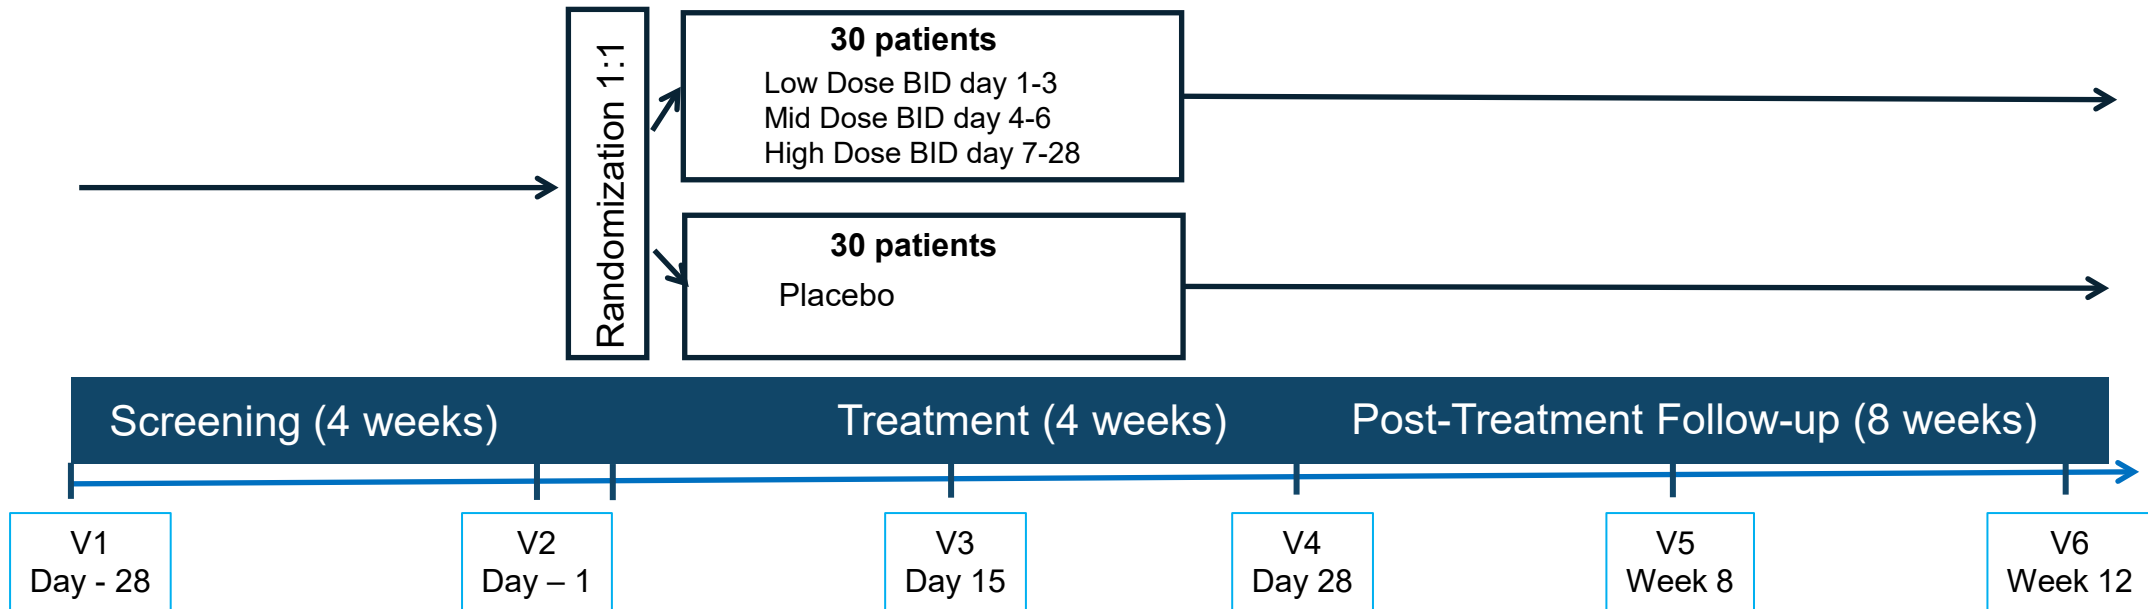 Randomization 1:1
30 patients
Low Dose BID day 1-3
Mid Dose BID day 4-6
High Dose BID day 7-28
30 patients
Placebo
Screening (4 weeks)
Treatment (4 weeks)
Post-Treatment Follow-up (8 weeks)
V1
Day - 28
V2
Day – 1
V3
Day 15
V4
Day 28
V5
Week 8
V6
Week 12